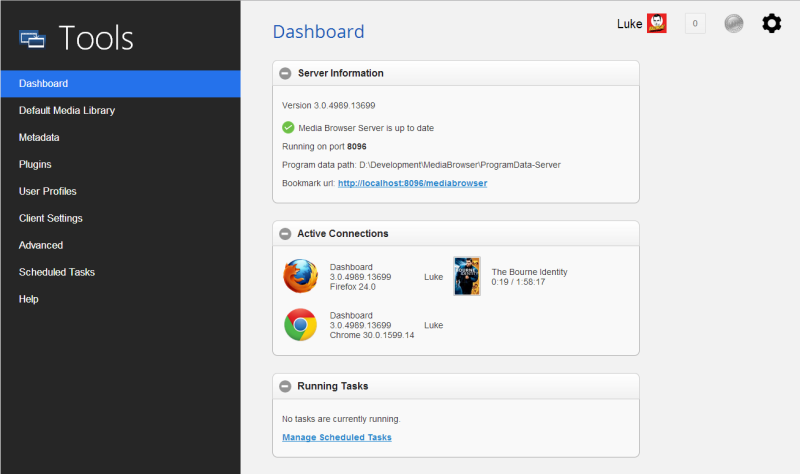 Tools
Dashboard
Default Media Library
Metadata
Plugins
User Profiles
Client Settings
Advanced
Scheduled Tasks
Help
Dashboard
Luke
0
Server Information
Version 3.0.4989.13699
Media Browser Server is up to date
Running on port 8096
Program data path: D:\Development\MediaBrowser\ProgramData-Server
Bookmark url: http://localhost:8096/mediabrowser
Active Connections
Dashboard
3.0.4989.13699
Firefox 24.0
Luke
BOURNE
The Bourne Identity
0:19 / 1:58:17
Dashboard
3.0.4989.13699
Chrome 30.0.1599.14
Luke
Running Tasks
No tasks are currently running.
Manage Scheduled Tasks